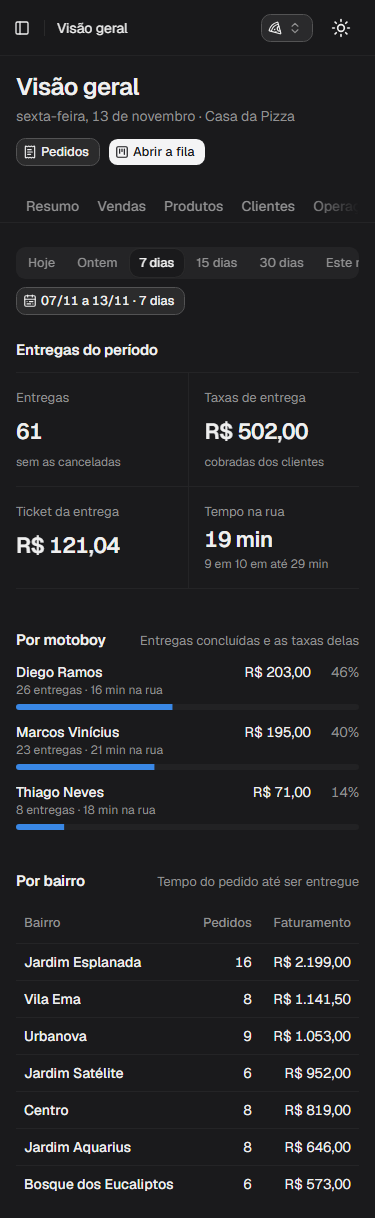 Visão geral
Visão geral
sexta-feira, 13 de novembro · Casa da Pizza
Pedidos Abrir a fila
Resumo Vendas Produtos Clientes Opera
Hoje Ontem 7 dias 15 dias 30 dias Este
07/11 a 13/11 · 7 dias
Entregas do período
Entregas Taxas de entrega
61 R$ 502,00
sem as canceladas cobradas dos clientes
Ticket da entrega Tempo na rua
R$ 121,04 19 min
9 em 10 em até 29 min
Por motoboy Entregas concluídas e as taxas delas
Diego Ramos R$ 203,00 46%
26 entregas · 16 min na rua
Marcos Vinícius R$ 195,00 40%
23 entregas · 21 min na rua
Thiago Neves R$ 71,00 14%
8 entregas · 18 min na rua
Por bairro Tempo do pedido até ser entregue
Bairro Pedidos Faturamento
Jardim Esplanada 16 R$ 2.199,00
Vila Ema 8 R$ 1.141,50
Urbanova 9 R$ 1.053,00
Jardim Satélite 6 R$ 952,00
Centro 8 R$ 819,00
Jardim Aquarius 8 R$ 646,00
Bosque dos Eucaliptos 6 R$ 573,00